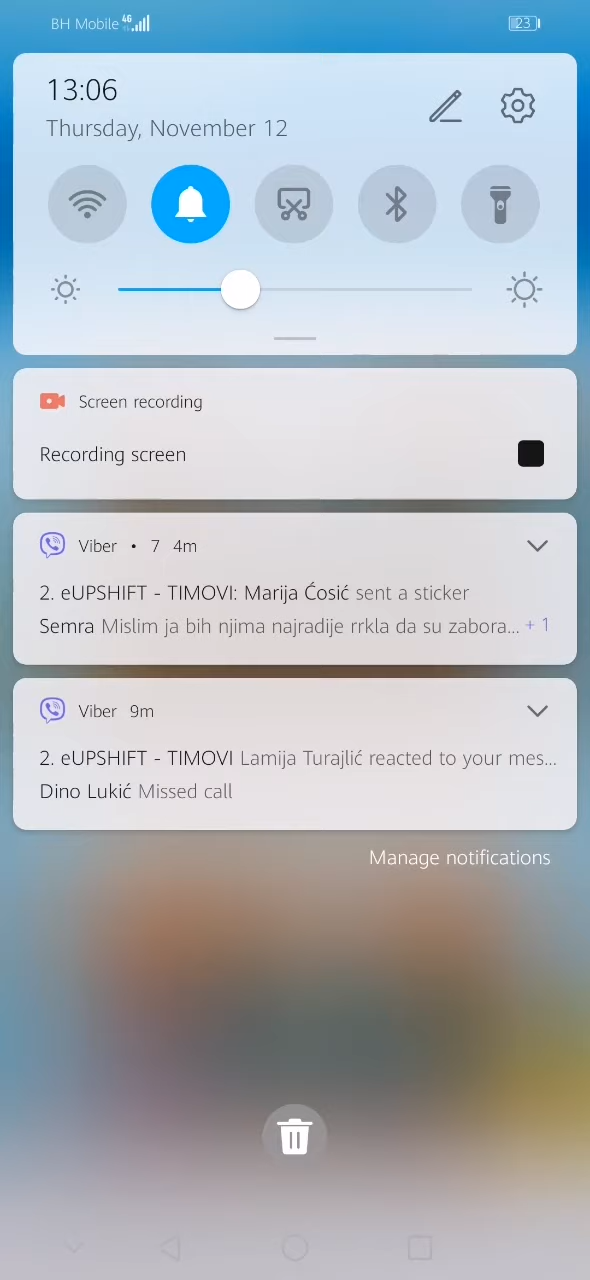 BH Mobile 4G 23
13:06
Thursday, November 12
Screen recording
Recording screen
Viber • 7 4m
2. eUPSHIFT - TIMOVI: Marija Ćosić sent a sticker
Semra Mislim ja bih njima najradije rrkla da su zabora... + 1
Viber 9m
2. eUPSHIFT - TIMOVI Lamija Turajlić reacted to your mes...
Dino Lukić Missed call
Manage notifications